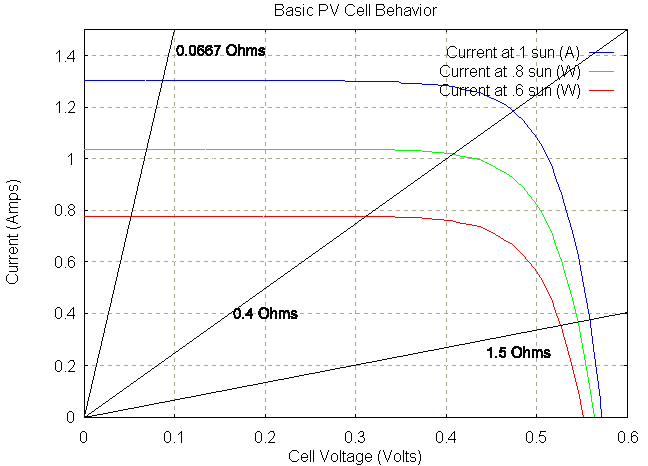 Basic PV Cell Behavior
1.4
0.0667 Ohms
Current at 1 sun (A)
Current at .8 sun (W)
Current at .6 sun (W)
1.2
1
0.8
Current (Amps)
0.6
0.4
0.4 Ohms
1.5 Ohms
0.2
0
0 0.1 0.2 0.3 0.4 0.5 0.6
Cell Voltage (Volts)